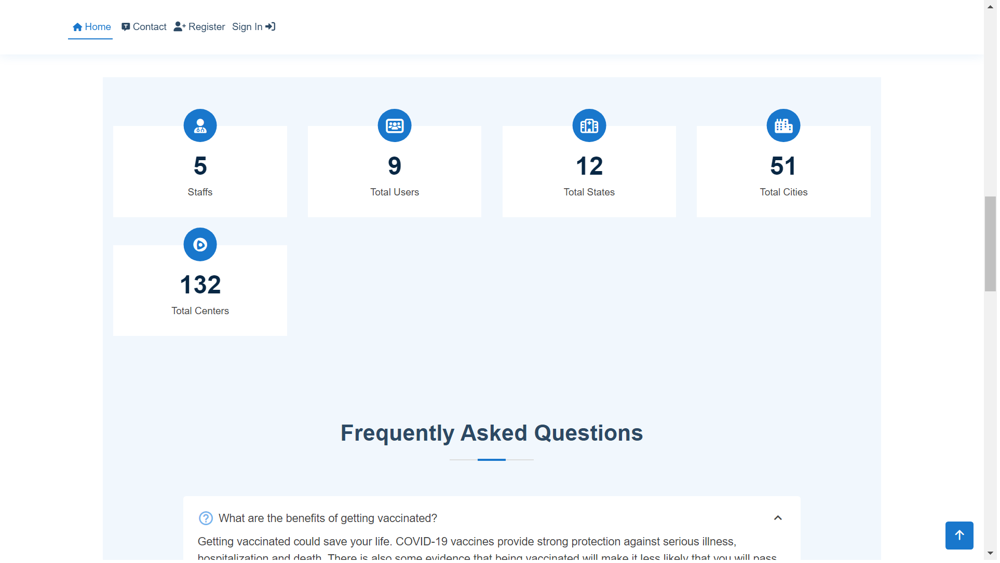 Home Contact Register Sign In
5
Staffs
9
Total Users
12
Total States
51
Total Cities
132
Total Centers
Frequently Asked Questions
What are the benefits of getting vaccinated?
Getting vaccinated could save your life. COVID-19 vaccines provide strong protection against serious illness,
hospitalization and death. There is also some evidence that being vaccinated will make it less likely that you will pass